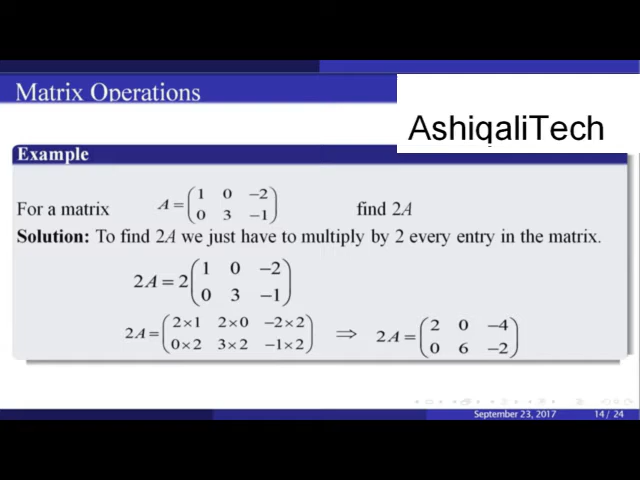 Matrix Operations
AshiqaliTech
Example
For a matrix A = ( 1 0 −2 / 0 3 −1 ) find 2A
Solution: To find 2A we just have to multiply by 2 every entry in the matrix.
2A = 2 ( 1 0 −2 / 0 3 −1 )
2A = ( 2×1 2×0 −2×2 / 0×2 3×2 −1×2 ) ⇒ 2A = ( 2 0 −4 / 0 6 −2 )
September 23, 2017 14 / 24